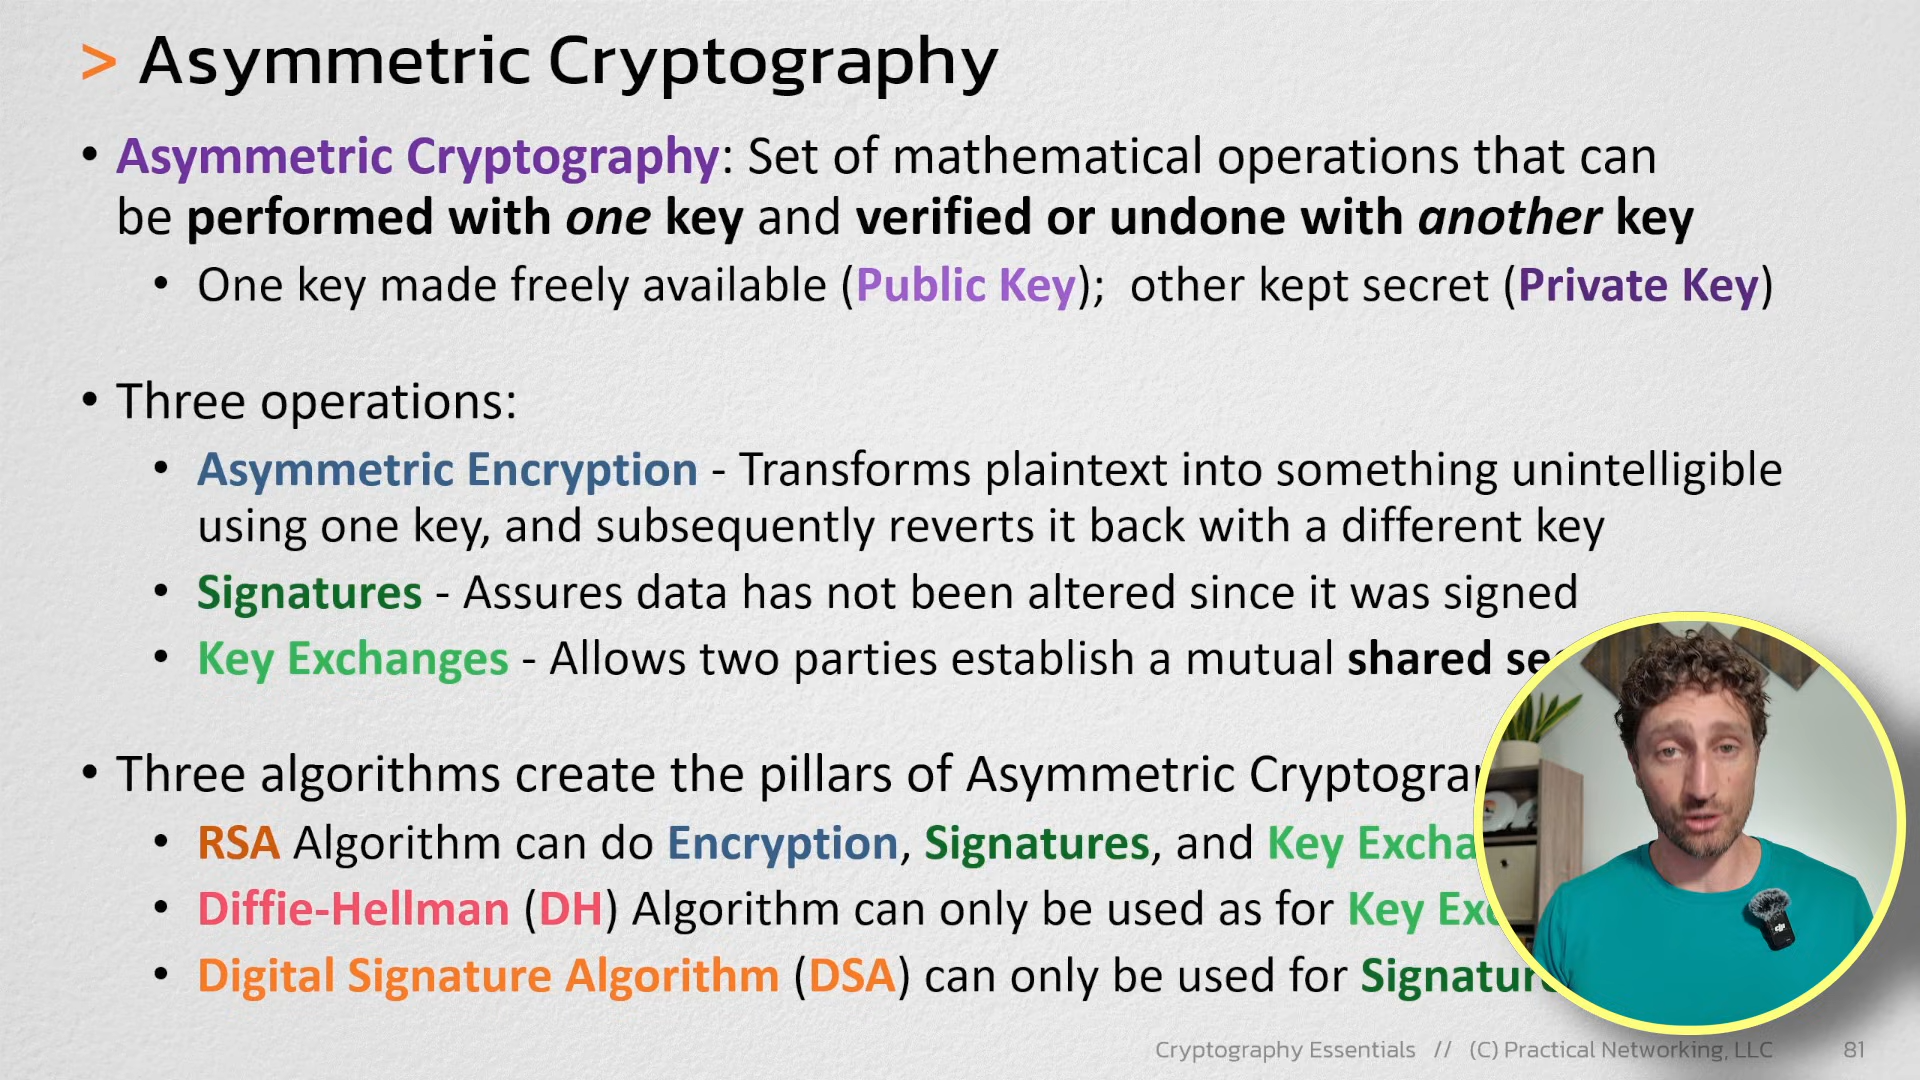 > Asymmetric Cryptography
• Asymmetric Cryptography: Set of mathematical operations that can
be performed with one key and verified or undone with another key
• One key made freely available (Public Key); other kept secret (Private Key)
• Three operations:
• Asymmetric Encryption - Transforms plaintext into something unintelligible
using one key, and subsequently reverts it back with a different key
• Signatures - Assures data has not been altered since it was signed
• Key Exchanges - Allows two parties establish a mutual shared
• Three algorithms create the pillars of Asymmetric
• RSA Algorithm can do Encryption, Signatures, and Key
• Diffie-Hellman (DH) Algorithm can only be used as for Key
• Digital Signature Algorithm (DSA) can only be used for
Cryptography Essentials // (C) Practical Networking, LLC 81